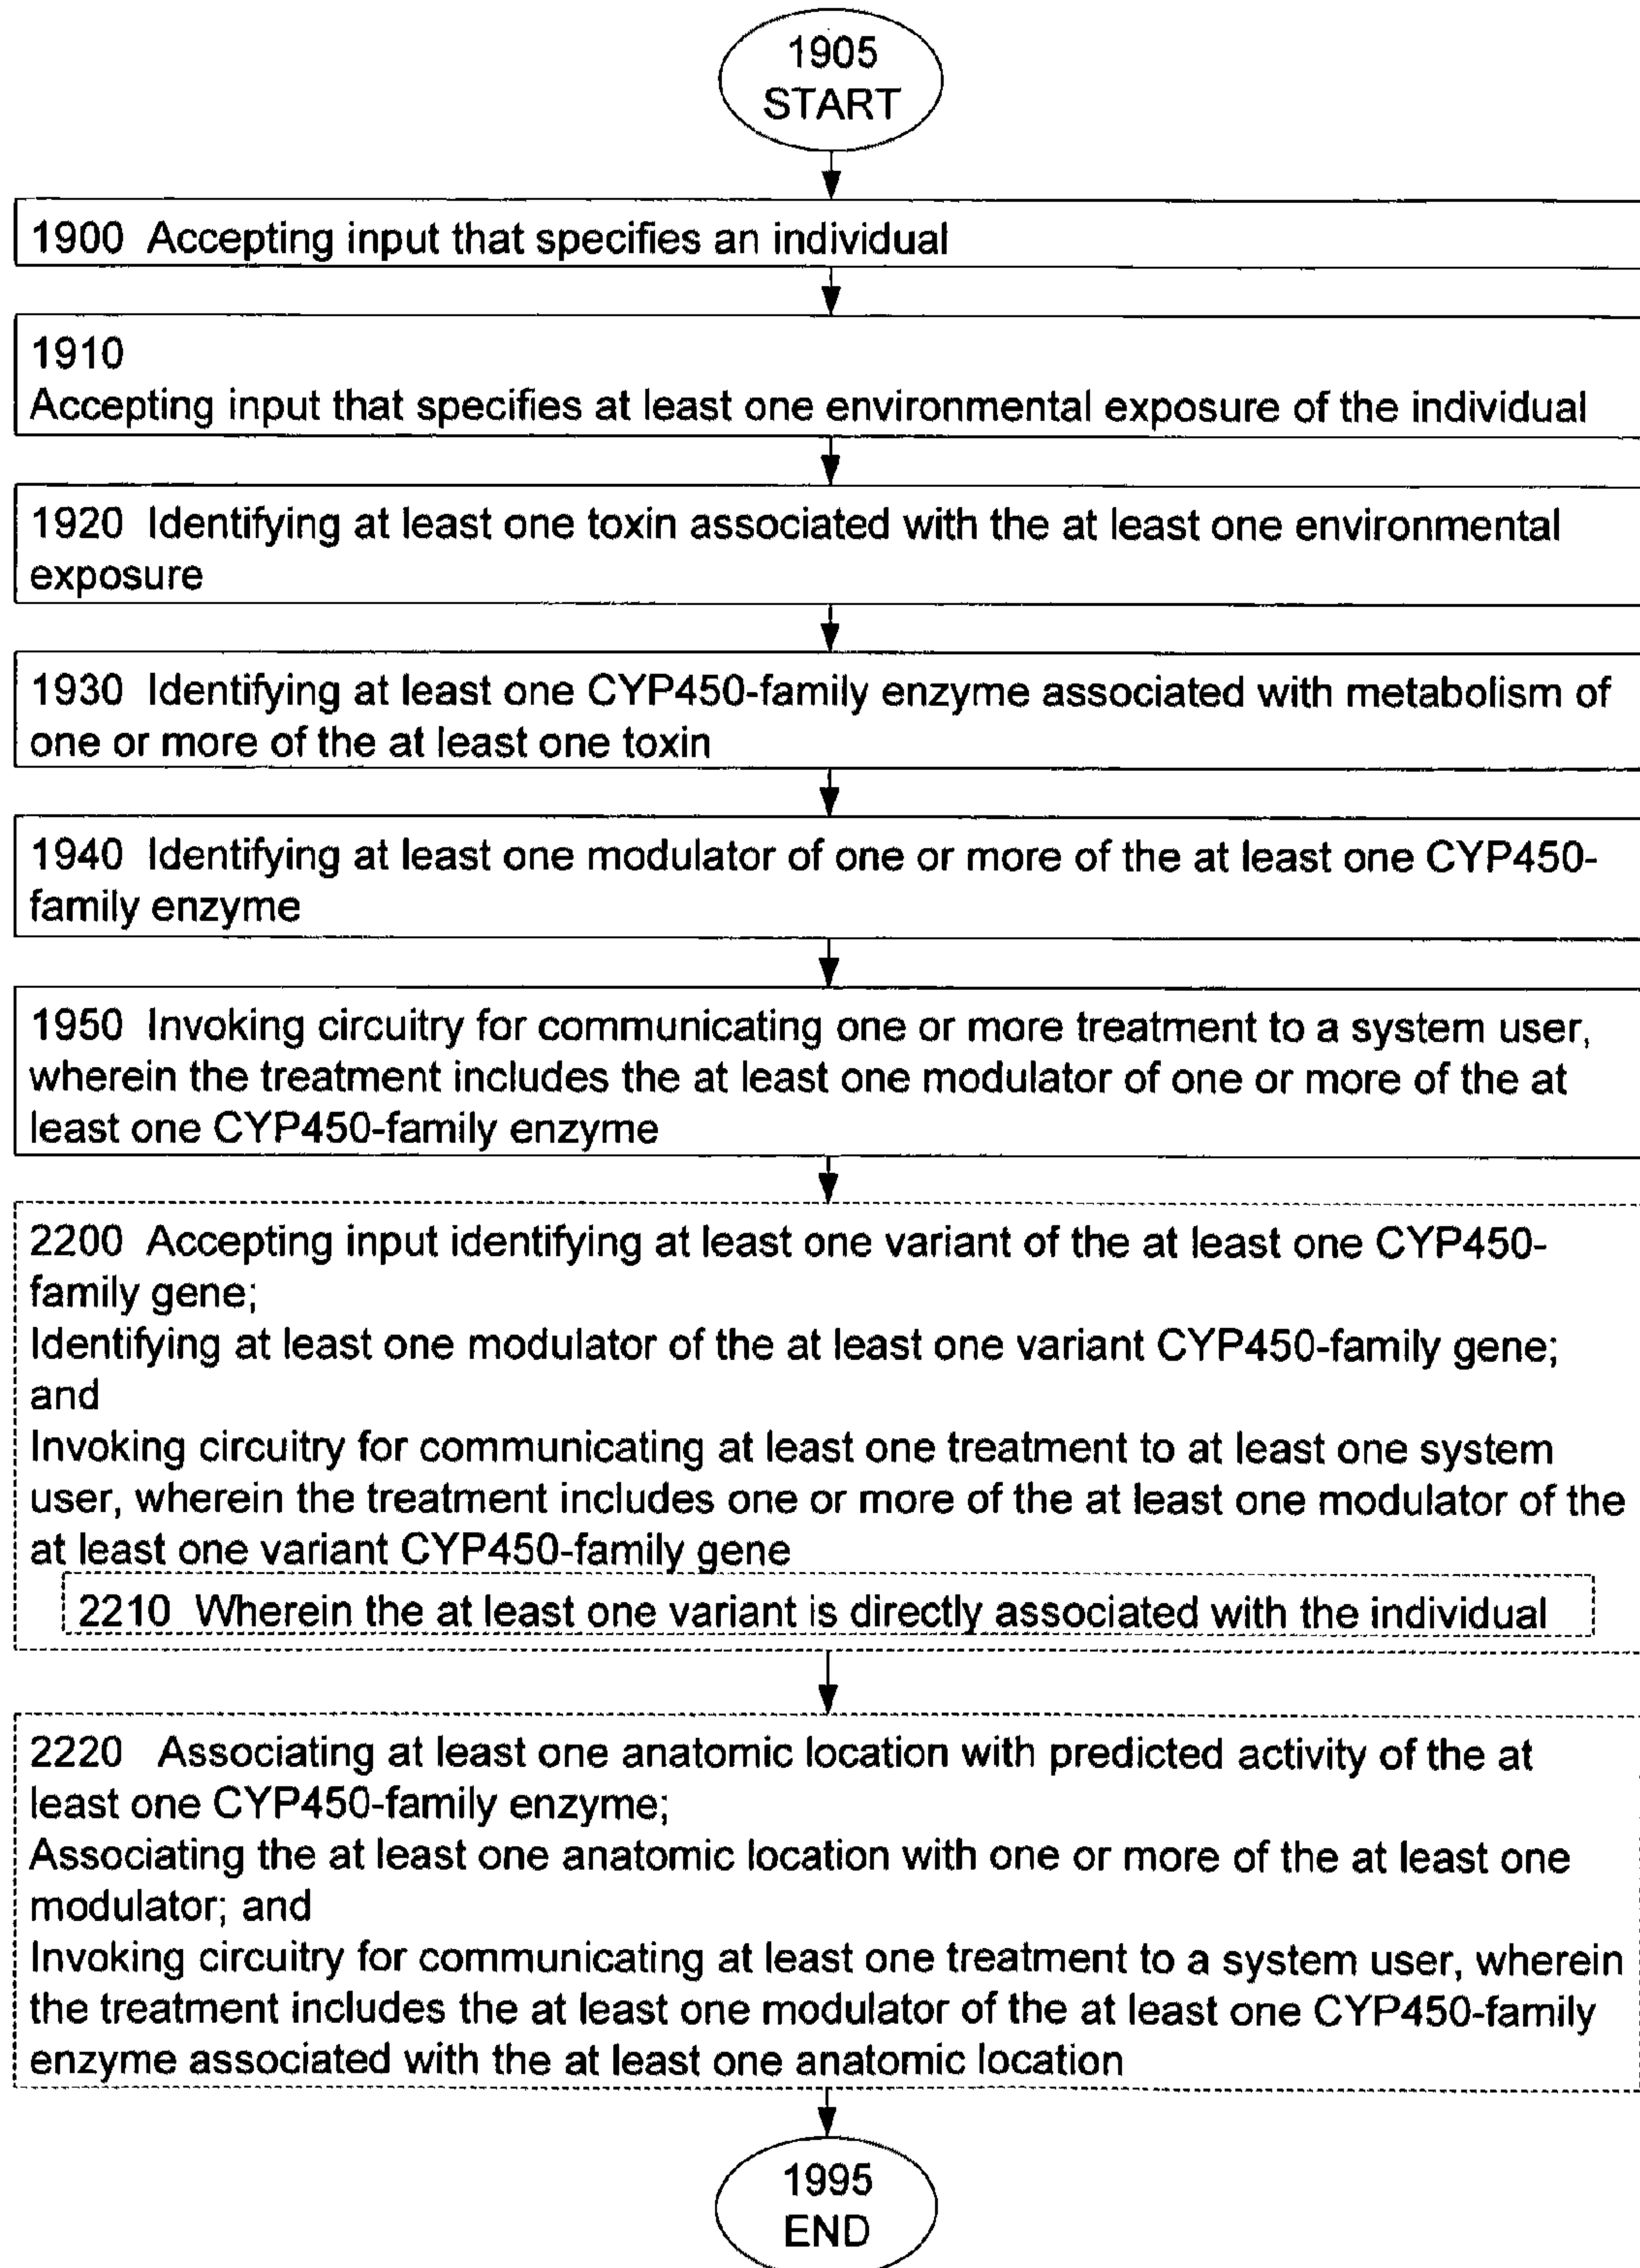 1905
START
1900 Accepting input that specifies an individual
1910
Accepting input that specifies at least one environmental exposure of the individual
1920 Identifying at least one toxin associated with the at least one environmental
exposure
1930 Identifying at least one CYP450-family enzyme associated with metabolism of
one or more of the at least one toxin
1940 Identifying at least one modulator of one or more of the at least one CYP450-
family enzyme
1950 Invoking circuitry for communicating one or more treatment to a system user,
wherein the treatment includes the at least one modulator of one or more of the at
least one CYP450-family enzyme
2200 Accepting input identifying at least one variant of the at least one CYP450-
family gene;
Identifying at least one modulator of the at least one variant CYP450-family gene;
and
Invoking circuitry for communicating at least one treatment to at least one system
user, wherein the treatment includes one or more of the at least one modulator of the
at least one variant CYP450-family gene
2210 Wherein the at least one variant is directly associated with the individual
2220 Associating at least one anatomic location with predicted activity of the at
least one CYP450-family enzyme;
Associating the at least one anatomic location with one or more of the at least one
modulator; and
Invoking circuitry for communicating at least one treatment to a system user, wherein
the treatment includes the at least one modulator of the at least one CYP450-family
enzyme associated with the at least one anatomic location
1995
END